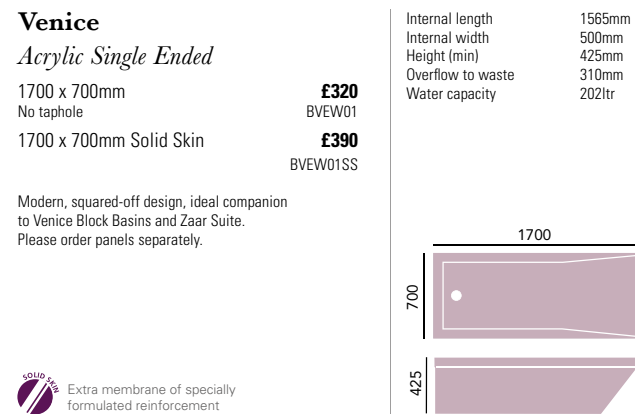 Venice
Acrylic Single Ended
1700 x 700mm £320
No taphole BVEW01
1700 x 700mm Solid Skin £390
BVEW01SS
Modern, squared-off design, ideal companion
to Venice Block Basins and Zaar Suite.
Please order panels separately.
SOLID SKIN
Extra membrane of specially
formulated reinforcement
Internal length 1565mm
Internal width 500mm
Height (min) 425mm
Overflow to waste 310mm
Water capacity 202ltr
1700
700
425